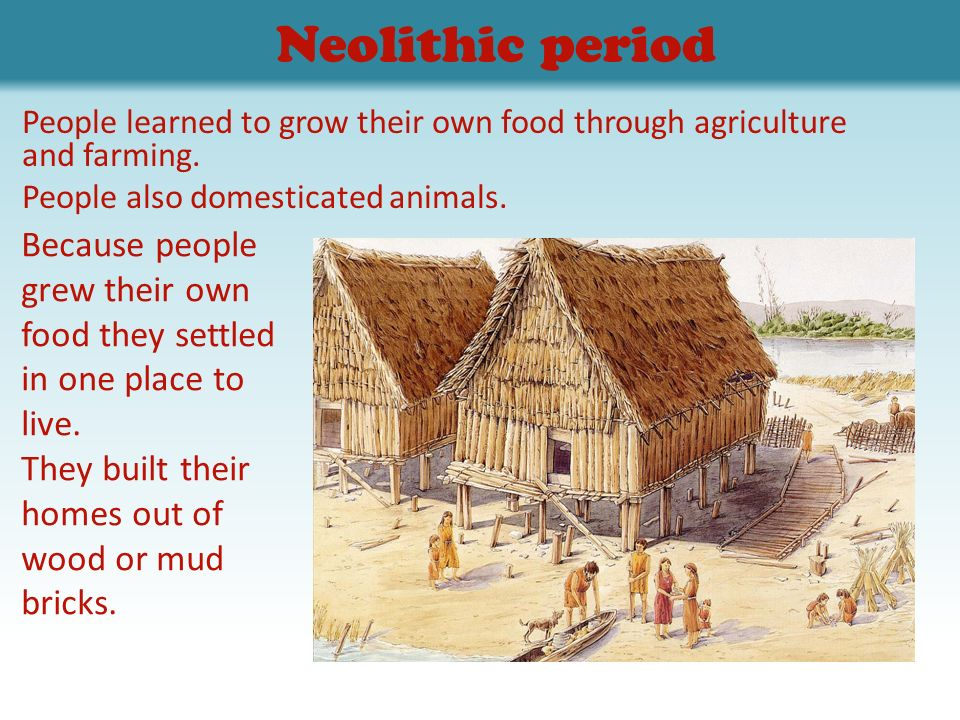 Neolithic period
People learned to grow their own food through agriculture
and farming.
People also domesticated animals.
Because people
grew their own
food they settled
in one place to
live.
They built their
homes out of
wood or mud
bricks.